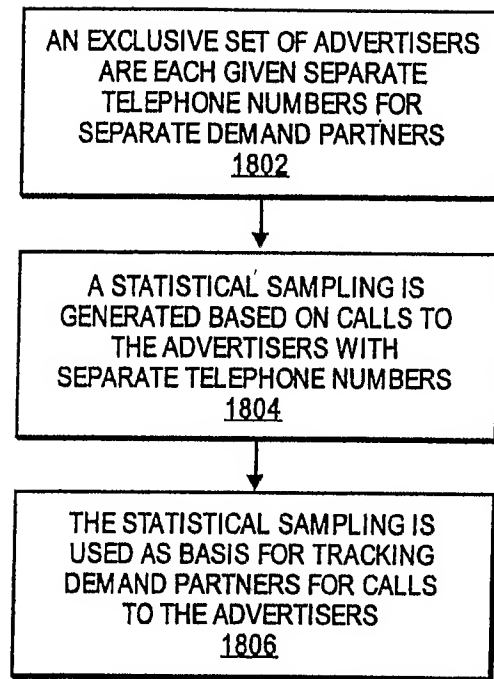 AN EXCLUSIVE SET OF ADVERTISERS
ARE EACH GIVEN SEPARATE
TELEPHONE NUMBERS FOR
SEPARATE DEMAND PARTNERS
1802
A STATISTICAL SAMPLING IS
GENERATED BASED ON CALLS TO
THE ADVERTISERS WITH
SEPARATE TELEPHONE NUMBERS
1804
THE STATISTICAL SAMPLING IS
USED AS BASIS FOR TRACKING
DEMAND PARTNERS FOR CALLS
TO THE ADVERTISERS
1806